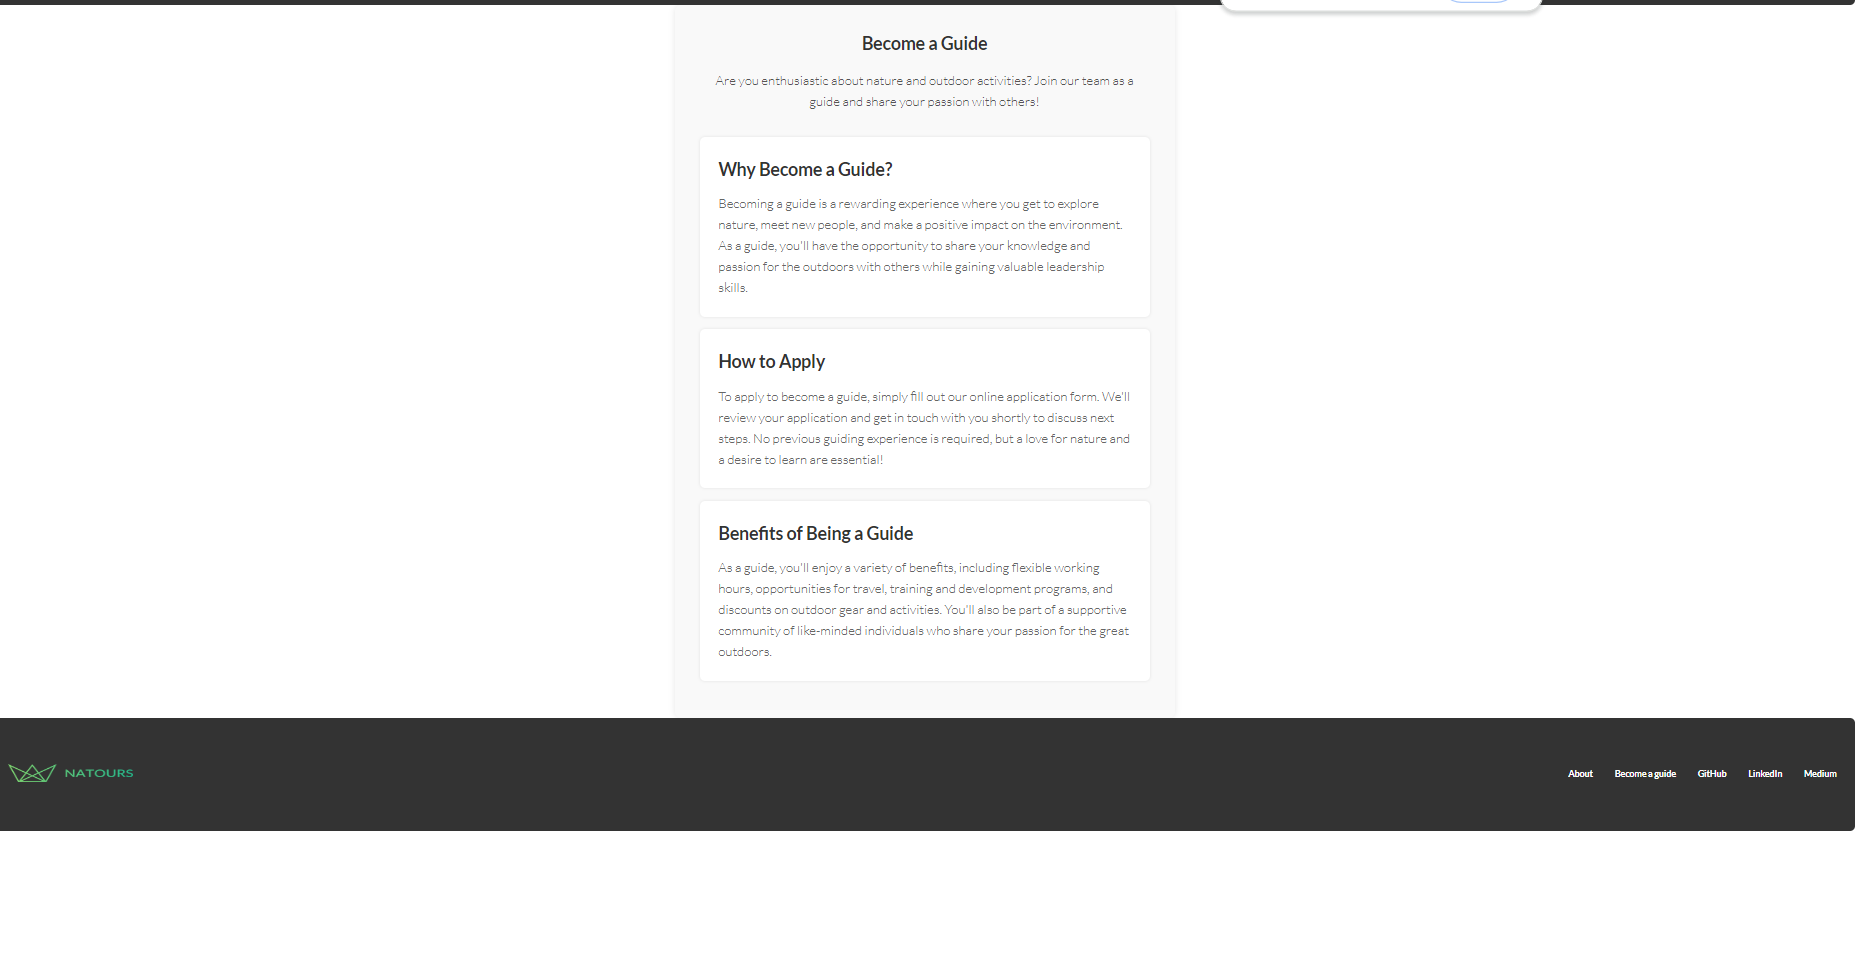 Become a Guide
Are you enthusiastic about nature and outdoor activities? Join our team as a
guide and share your passion with others!
Why Become a Guide?
Becoming a guide is a rewarding experience where you get to explore
nature, meet new people, and make a positive impact on the environment.
As a guide, you'll have the opportunity to share your knowledge and
passion for the outdoors with others while gaining valuable leadership
skills.
How to Apply
To apply to become a guide, simply fill out our online application form. We'll
review your application and get in touch with you shortly to discuss next
steps. No previous guiding experience is required, but a love for nature and
a desire to learn are essential!
Benefits of Being a Guide
As a guide, you'll enjoy a variety of benefits, including flexible working
hours, opportunities for travel, training and development programs, and
discounts on outdoor gear and activities. You'll also be part of a supportive
community of like-minded individuals who share your passion for the great
outdoors.
NATOURS
About Become a guide GitHub LinkedIn Medium